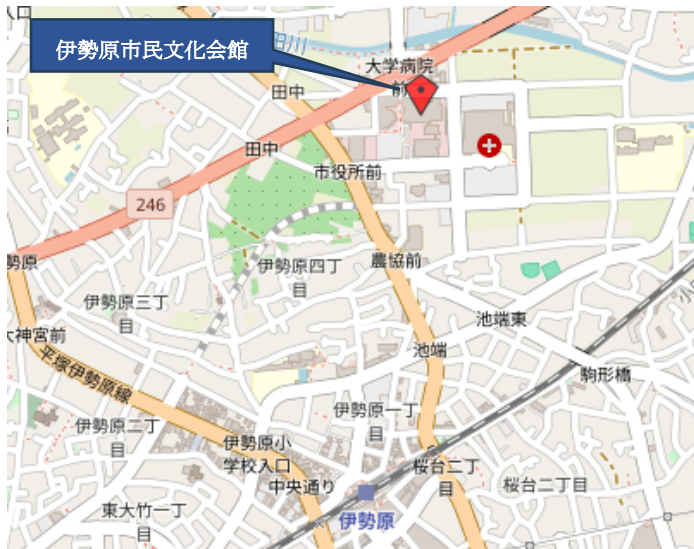 入口
伊勢原市民文化会館
日川
大学病院
前
田中
田中
市役所前
246
勢原
伊勢原四丁
目
農協前
伊勢原三丁
目
大神宮前
池端東
池端
平塚伊勢原線
駒形橋
伊勢原一丁
目
伊勢原二丁
目
伊勢原小
学校入口
中央通り
桜台二丁
目
桜台二丁目
東大竹一丁
目
伊勢原